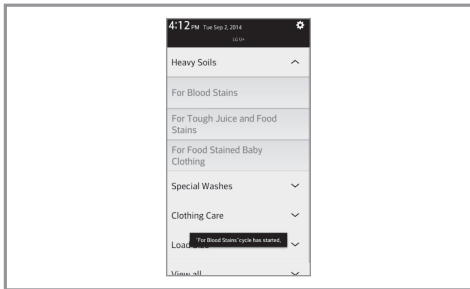 4:12 PM Tue Sep 2, 2014
LG U+
Heavy Soils
For Blood Stains
For Tough Juice and Food
Stains
For Food Stained Baby
Clothing
Special Washes
Clothing Care
'For Blood Stains' cycle has started.
Load
View all